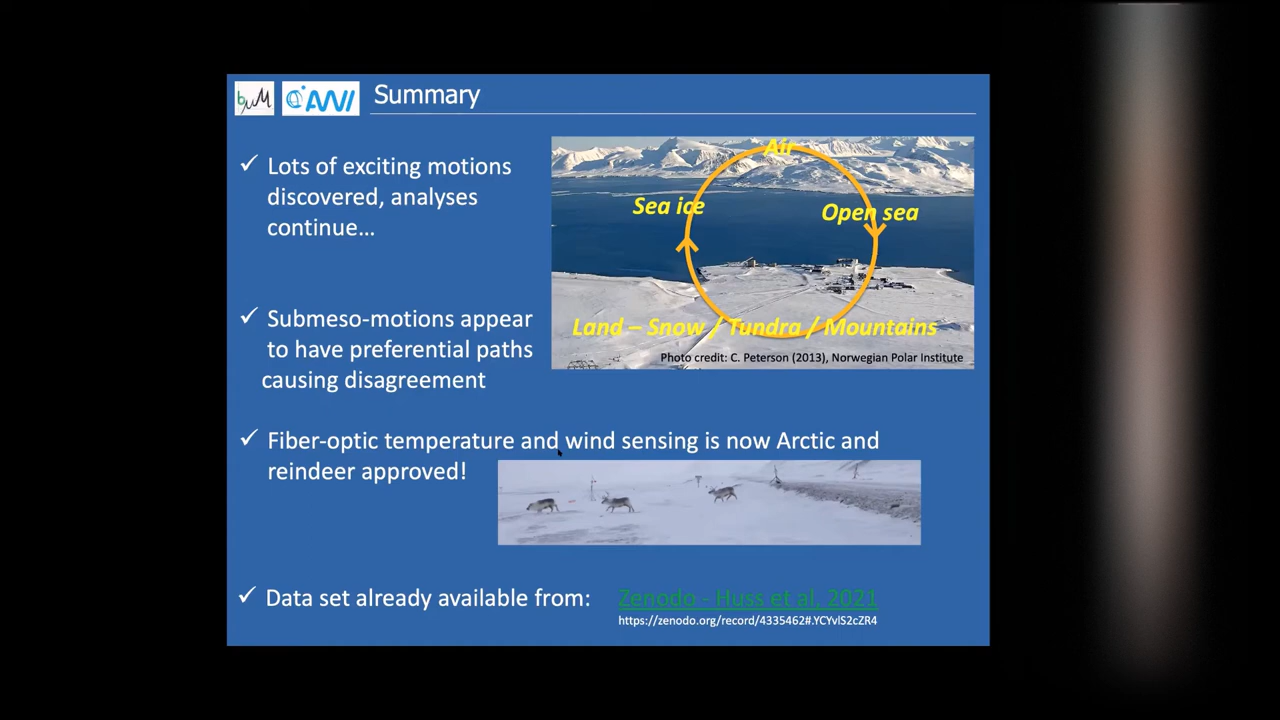 bμM
AWI
Summary
✓ Lots of exciting motions
discovered, analyses
continue…
Air
Sea ice
Open sea
Land – Snow / Tundra / Mountains
Photo credit: C. Peterson (2013), Norwegian Polar Institute
✓ Submeso-motions appear
to have preferential paths
causing disagreement
✓ Fiber-optic temperature and wind sensing is now Arctic and
reindeer approved!
✓ Data set already available from: Zenodo - Huss et al, 2021
https://zenodo.org/record/4335462#.YCYvlS2cZR4